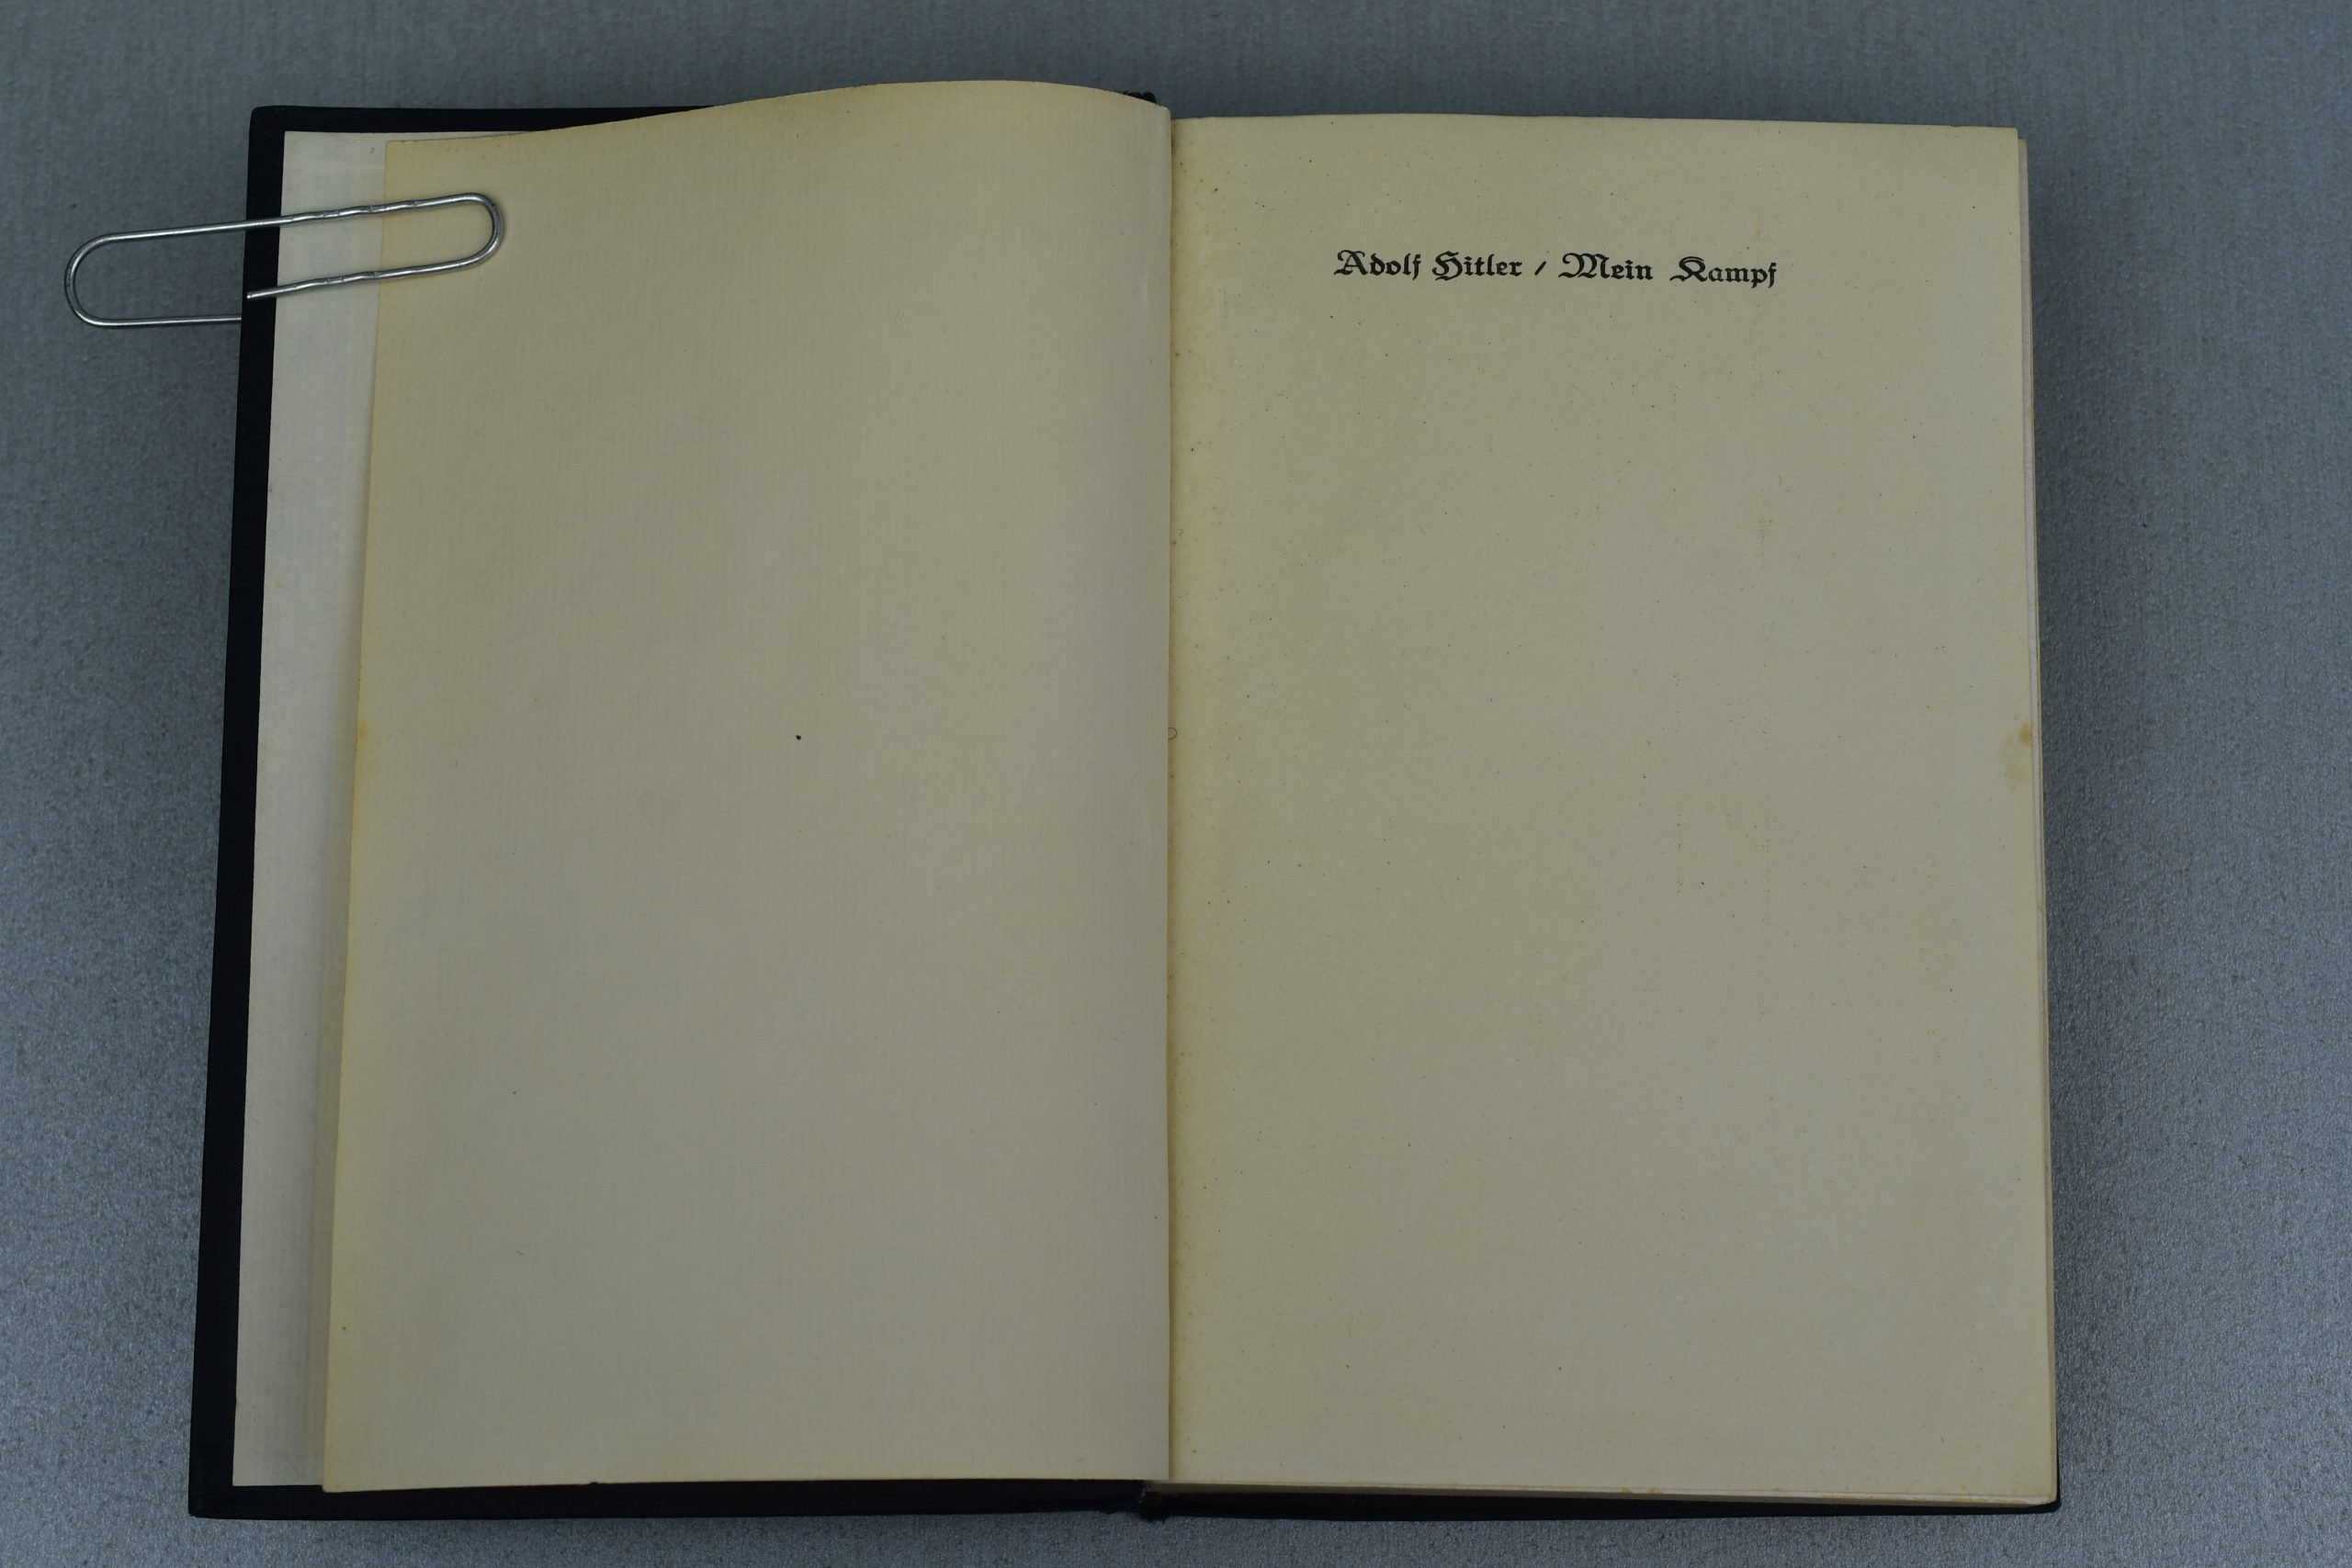 Adolf Hitler / Mein Kampf